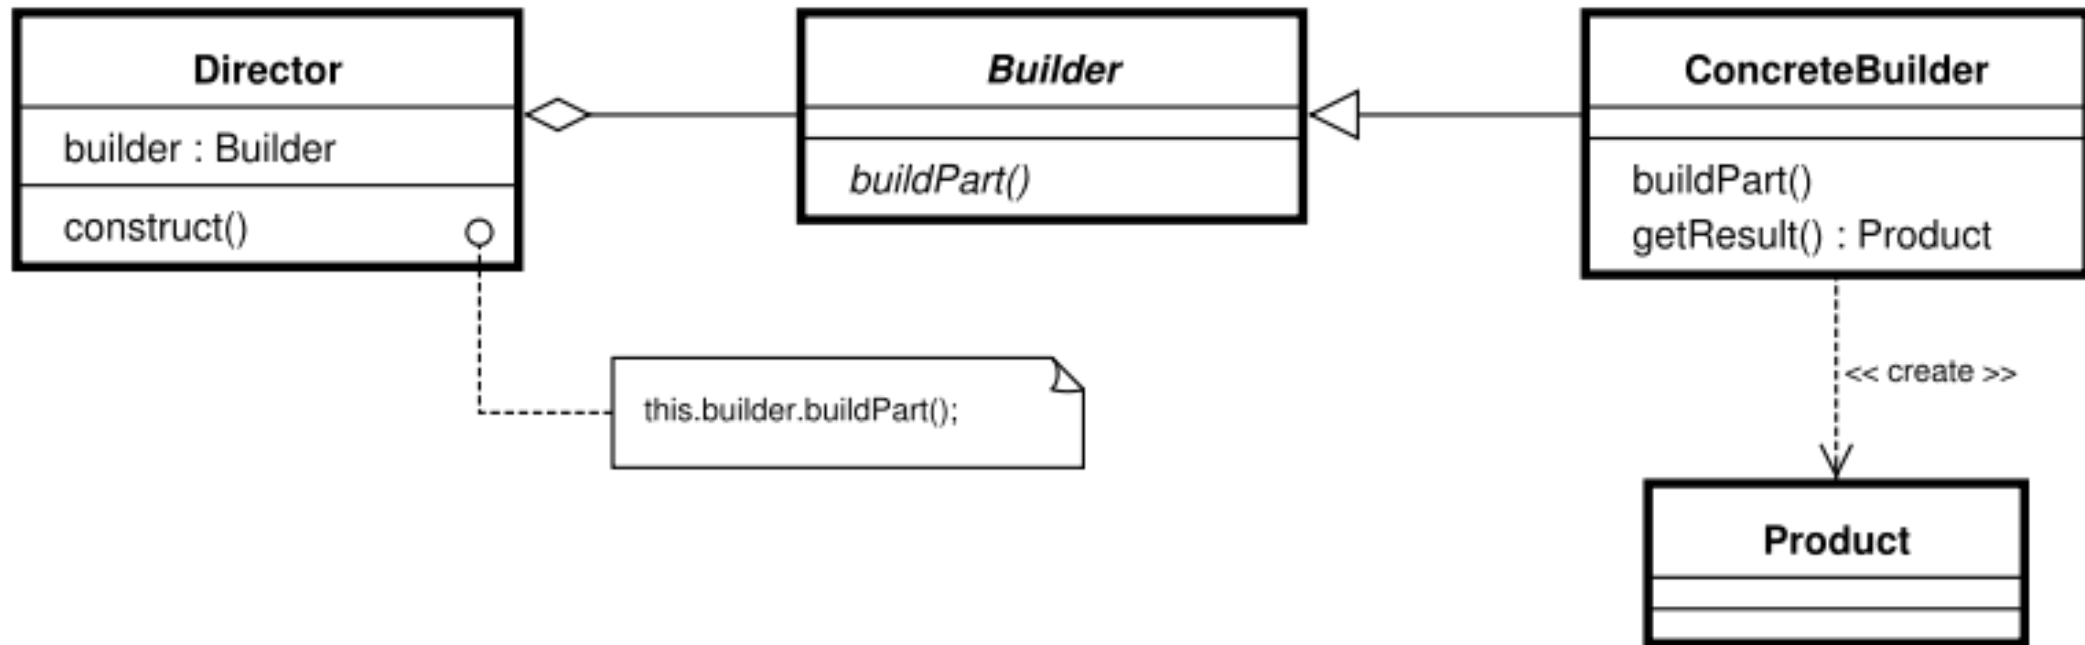 Director
builder : Builder
construct()
Builder
buildPart()
ConcreteBuilder
buildPart()
getResult() : Product
this.builder.buildPart();
<< create >>
Product